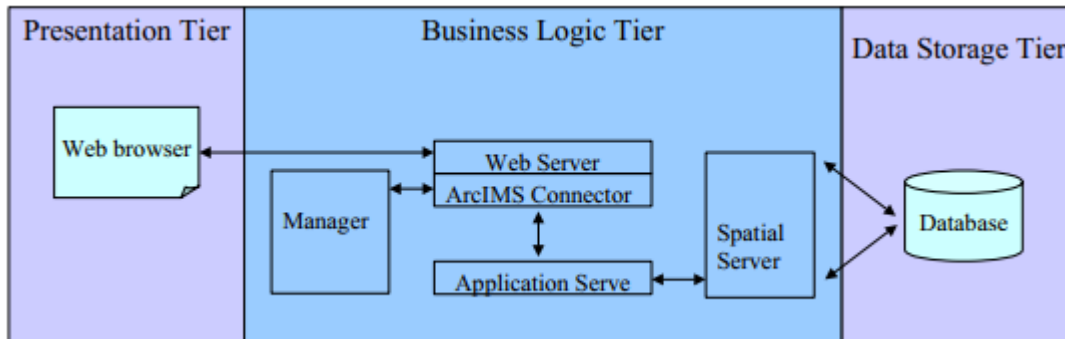 Presentation Tier
Business Logic Tier
Data Storage Tier
Web browser
Web Server
ArcIMS Connector
Manager
Spatial
Server
Database
Application Serve